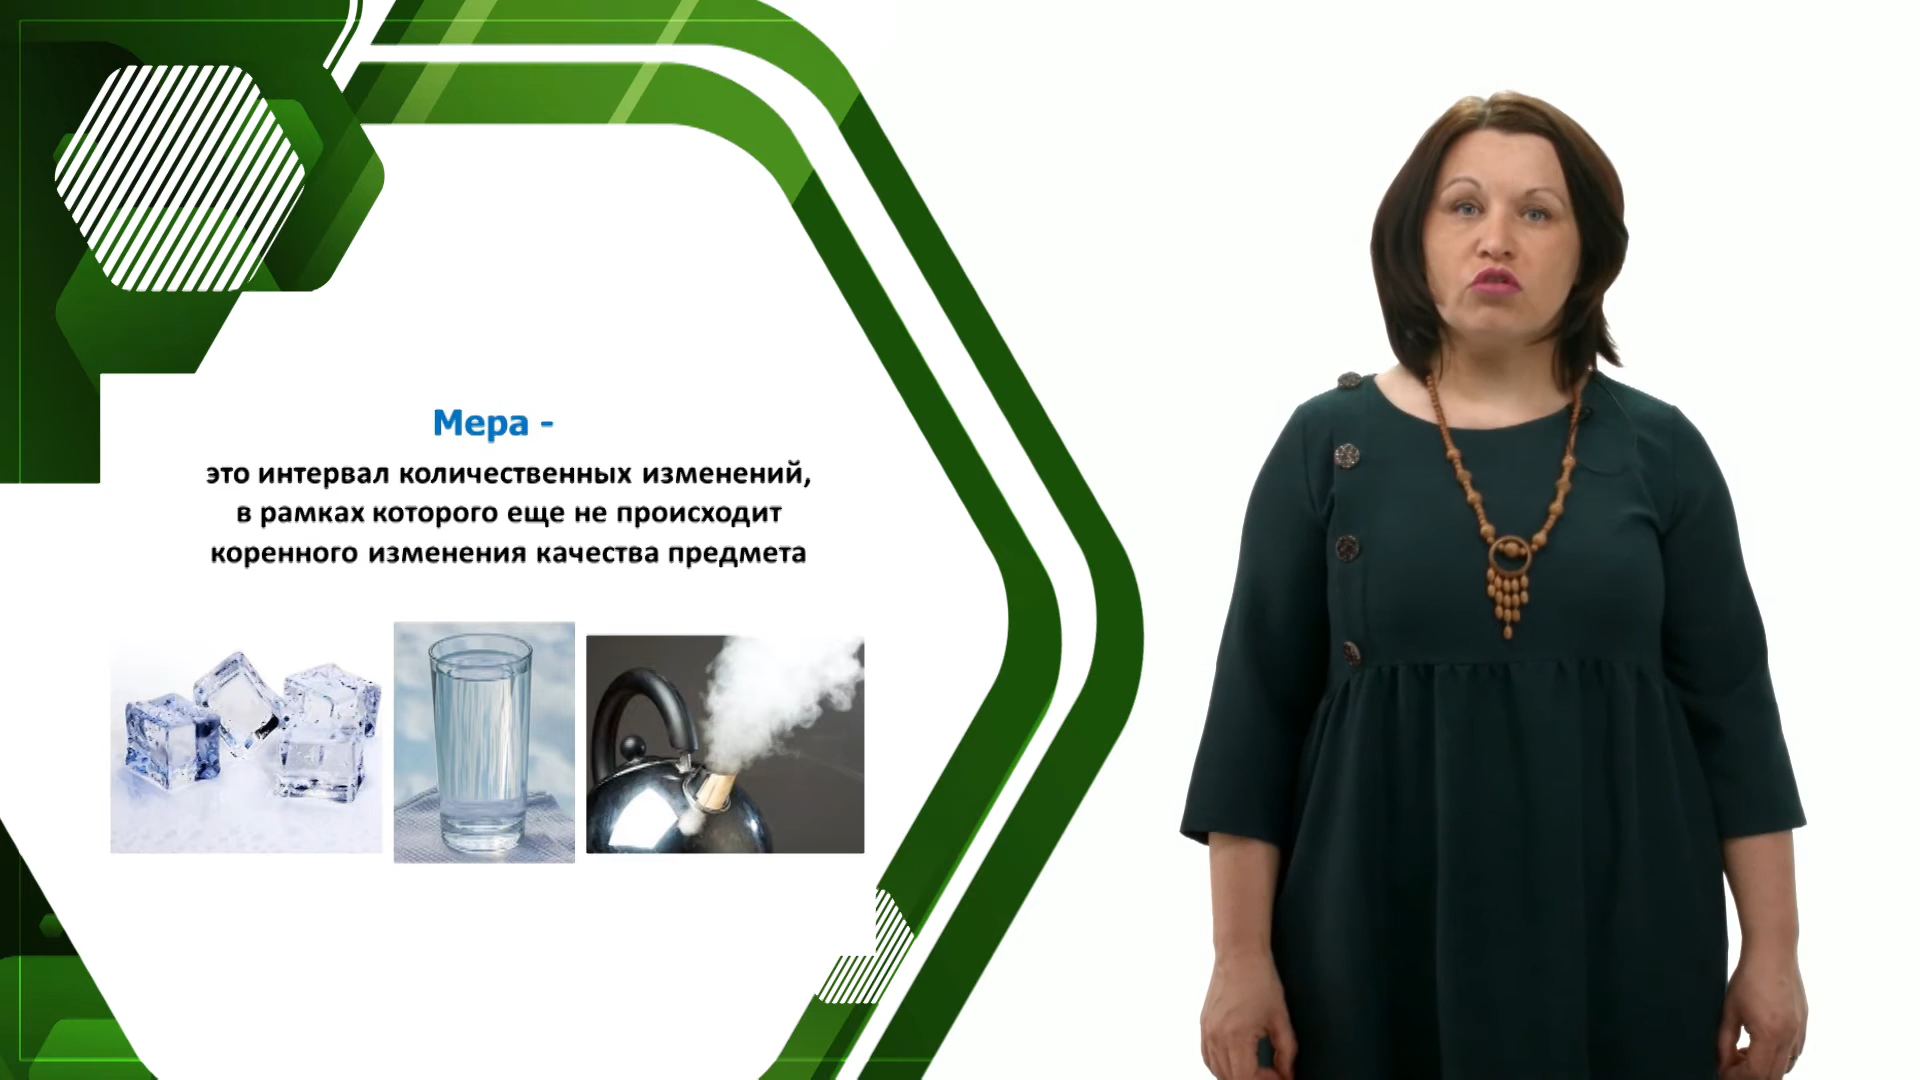 Мера -
это интервал количественных изменений,
в рамках которого еще не происходит
коренного изменения качества предмета